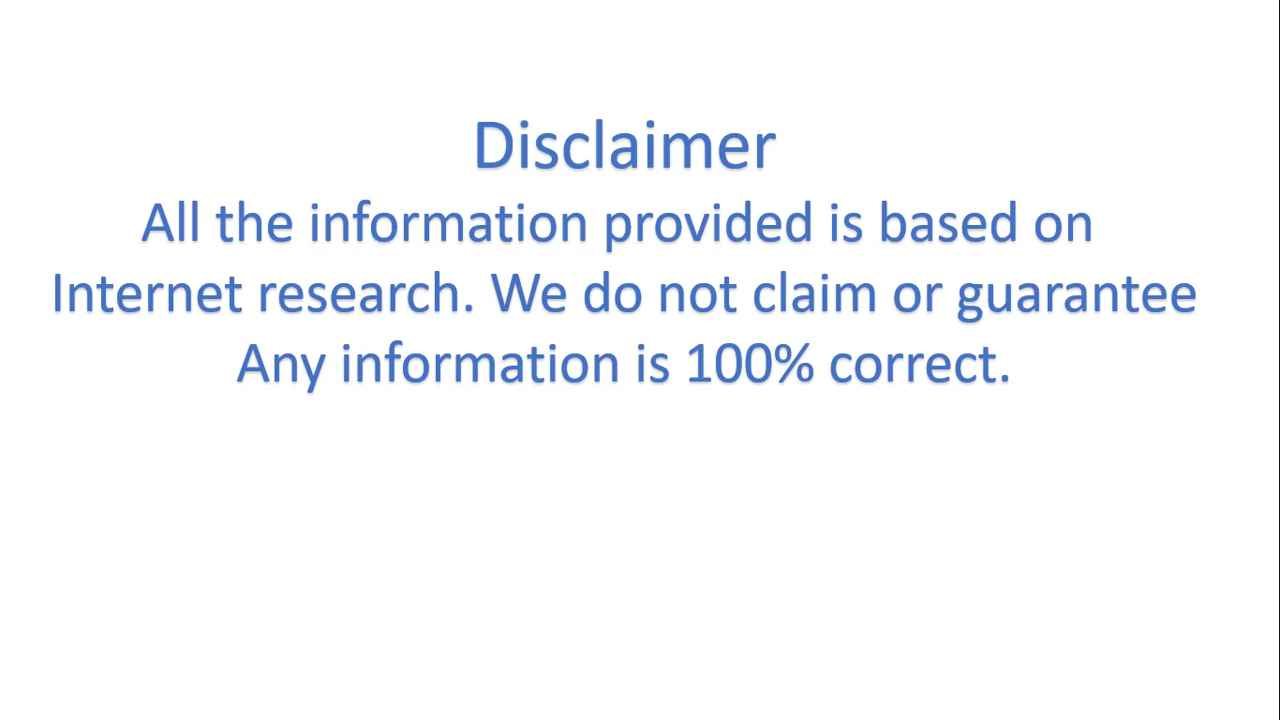 Disclaimer
All the information provided is based on
Internet research. We do not claim or guarantee
Any information is 100% correct.